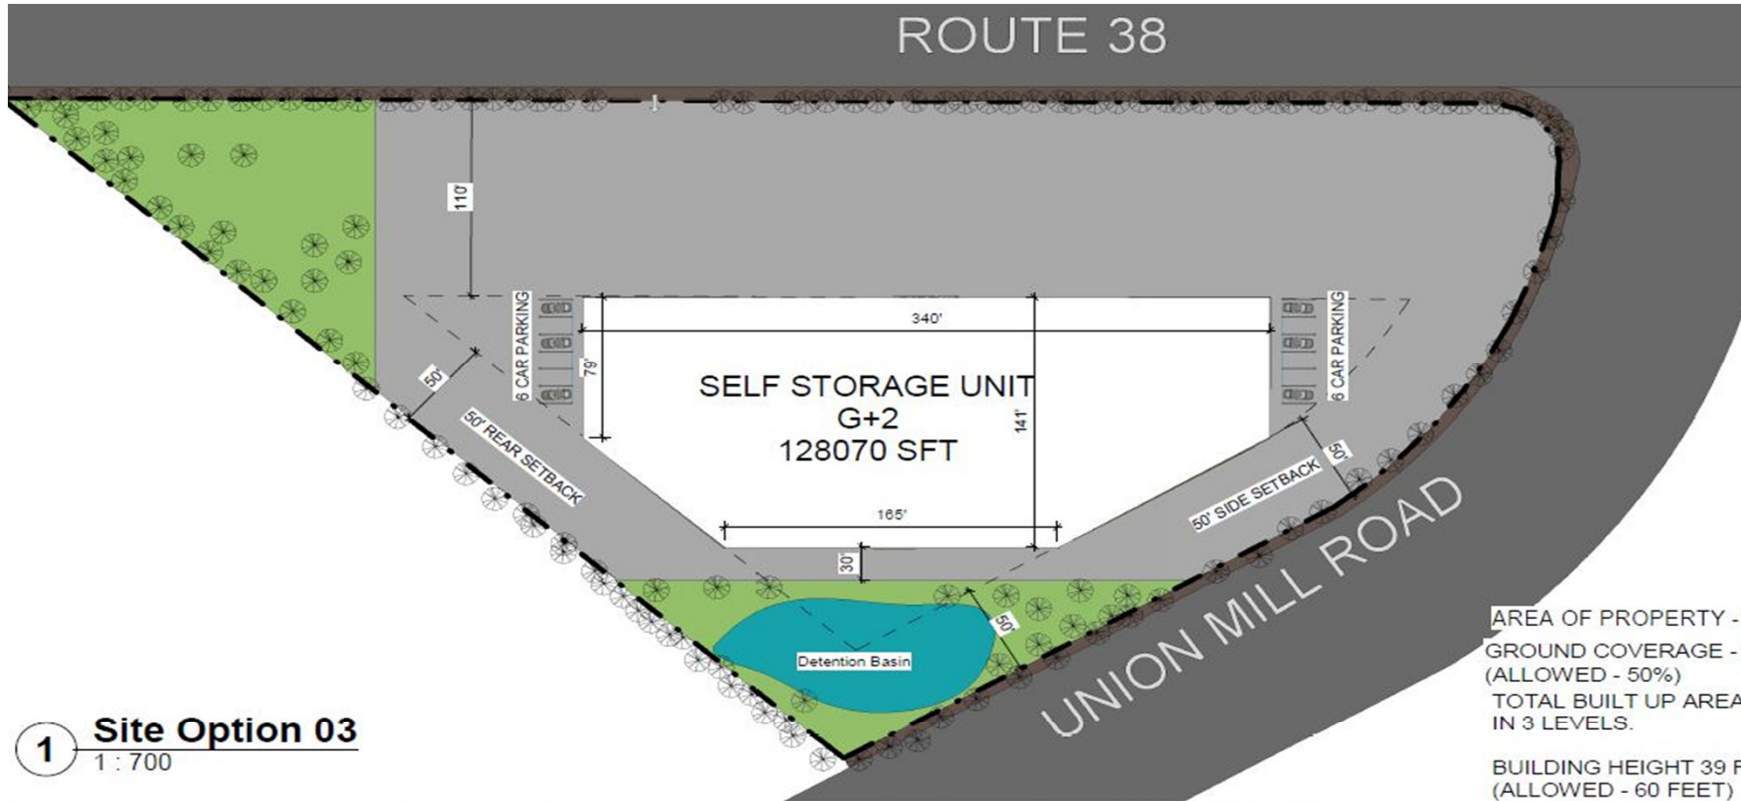 ROUTE 38
110'
6 CAR PARKING
340'
6 CAR PARKING
79'
50'
SELF STORAGE UNIT
G+2
128070 SFT
141'
50' REAR SETBACK
50'
50' SIDE SETBACK
165'
30'
50'
Detention Basin
UNION MILL ROAD
AREA OF PROPERTY -
GROUND COVERAGE -
(ALLOWED - 50%)
TOTAL BUILT UP AREA
IN 3 LEVELS.
BUILDING HEIGHT 39 F
(ALLOWED - 60 FEET)
1
Site Option 03
1 : 700